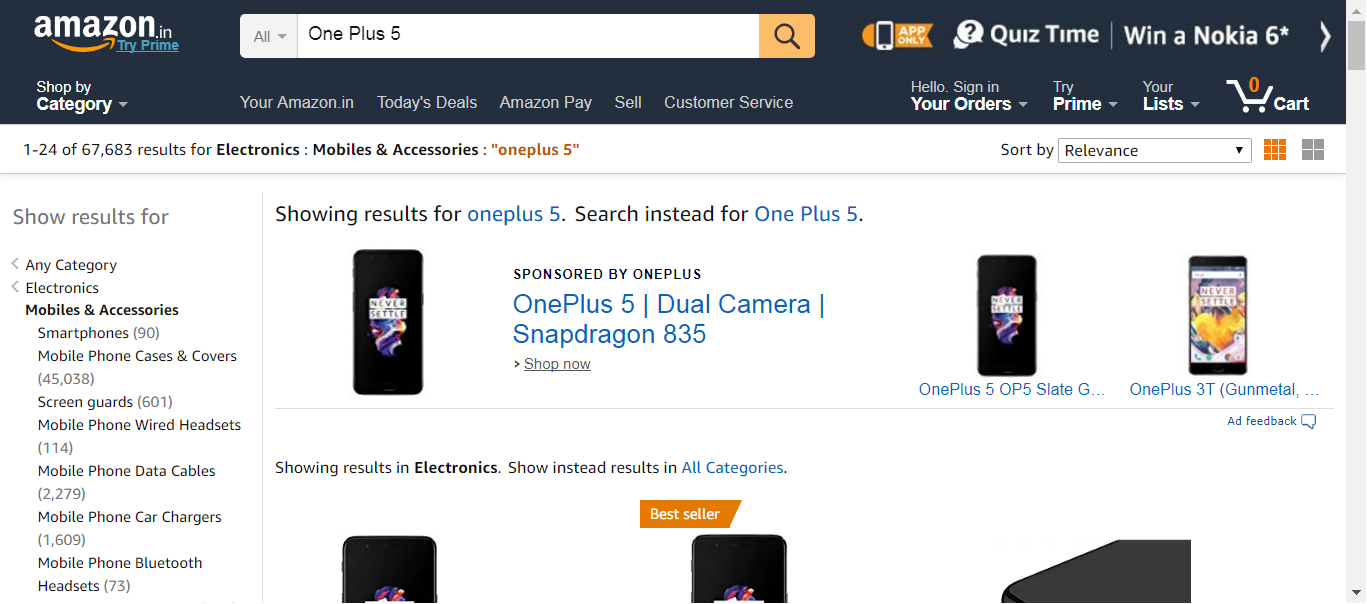 amazon.in
Try Prime
All
One Plus 5
APP ONLY
Quiz Time
Win a Nokia 6*
Shop by
Category
Your Amazon.in
Today's Deals
Amazon Pay
Sell
Customer Service
Hello. Sign in
Your Orders
Try
Prime
Your
Lists
0
Cart
1-24 of 67,683 results for Electronics : Mobiles & Accessories : "oneplus 5"
Sort by
Relevance
Show results for
Any Category
Electronics
Mobiles & Accessories
Smartphones (90)
Mobile Phone Cases & Covers
(45,038)
Screen guards (601)
Mobile Phone Wired Headsets
(114)
Mobile Phone Data Cables
(2,279)
Mobile Phone Car Chargers
(1,609)
Mobile Phone Bluetooth
Headsets (73)
Showing results for oneplus 5. Search instead for One Plus 5.
NEVER
SETTLE
SPONSORED BY ONEPLUS
OnePlus 5 | Dual Camera |
Snapdragon 835
Shop now
NEVER
SETTLE
OnePlus 5 OP5 Slate G...
NEVER
SETTLE
OnePlus 3T (Gunmetal, ...
Ad feedback
Showing results in Electronics. Show instead results in All Categories.
Best seller
NEVER
NEVER